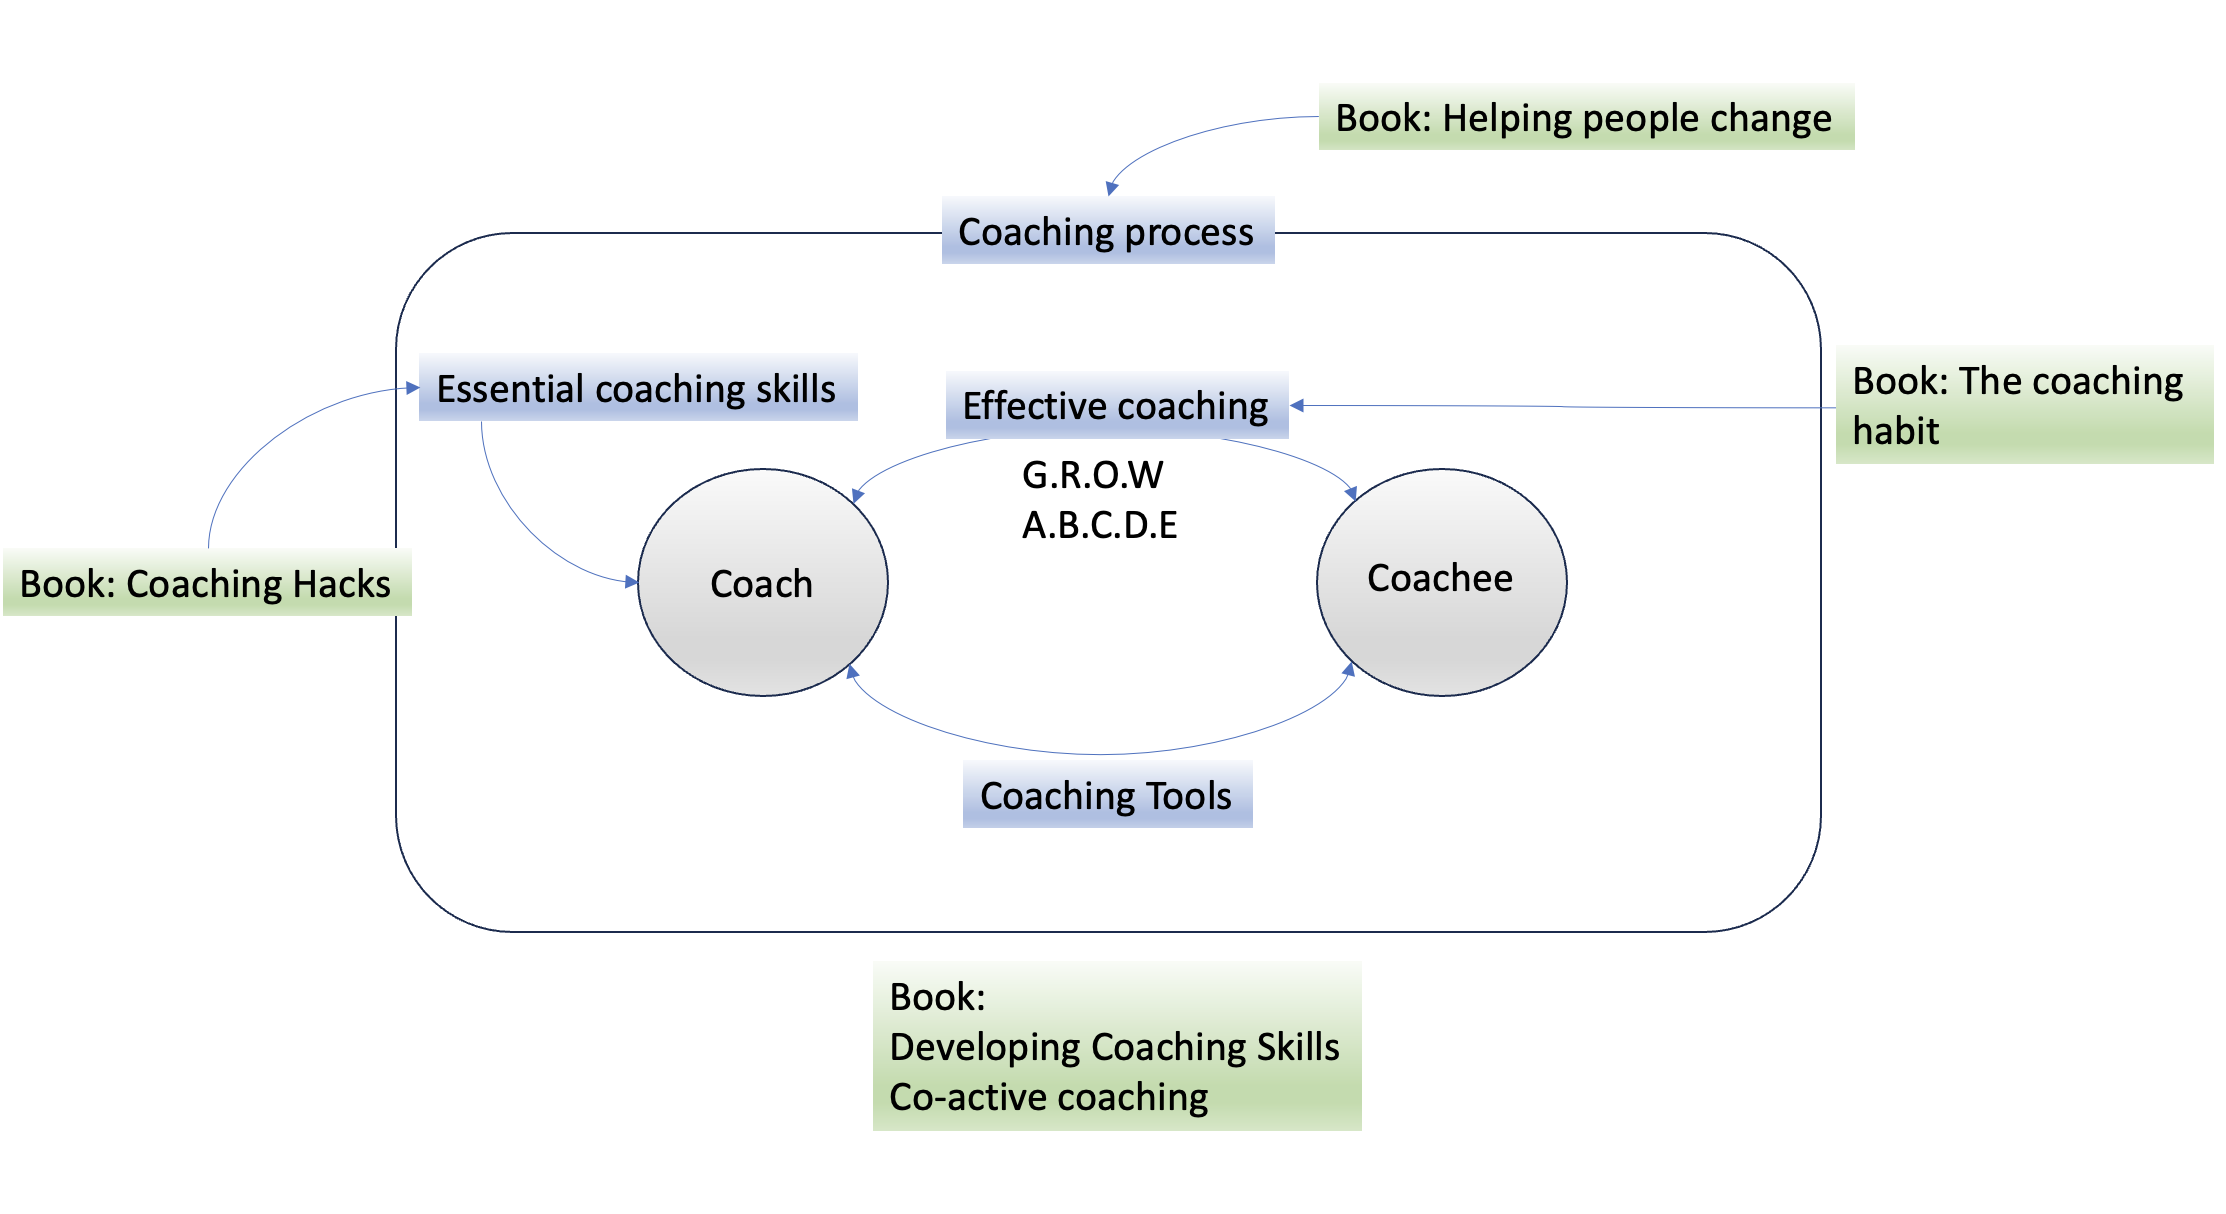 Book: Helping people change
Coaching process
Essential coaching skills
Effective coaching
Book: The coaching
habit
G.R.O.W
A.B.C.D.E
Book: Coaching Hacks
Coach
Coachee
Coaching Tools
Book:
Developing Coaching Skills
Co-active coaching